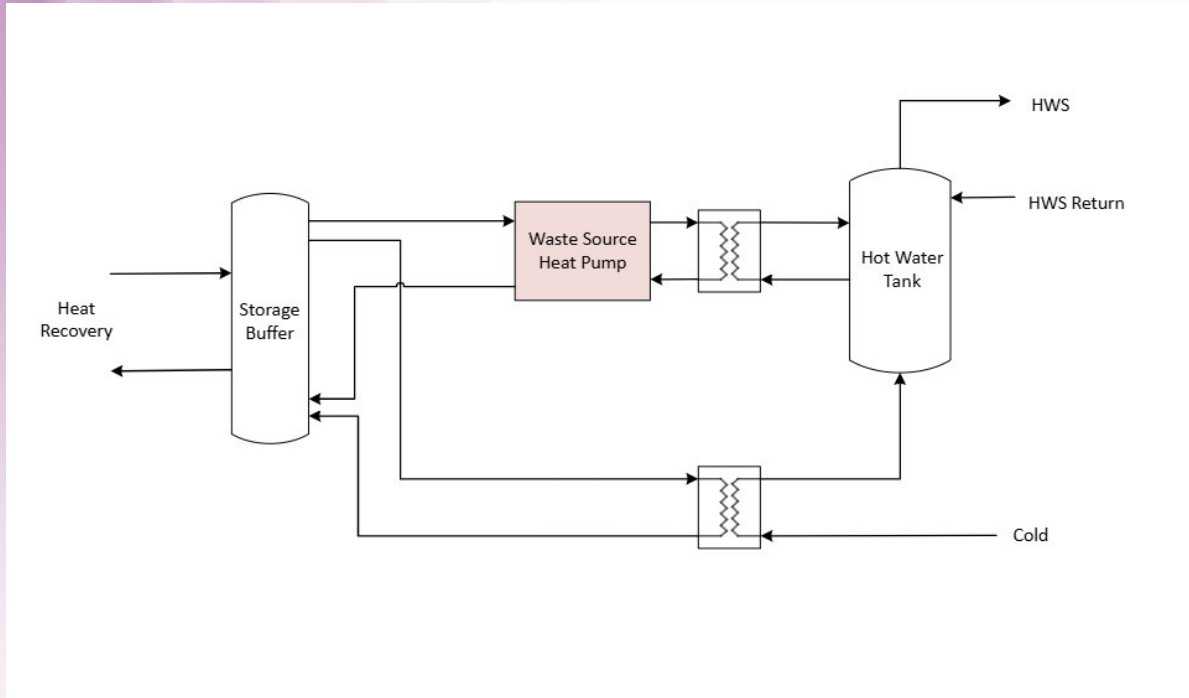 HWS
HWS Return
Waste Source
Heat Pump
Hot Water
Tank
Heat
Recovery
Storage
Buffer
Cold